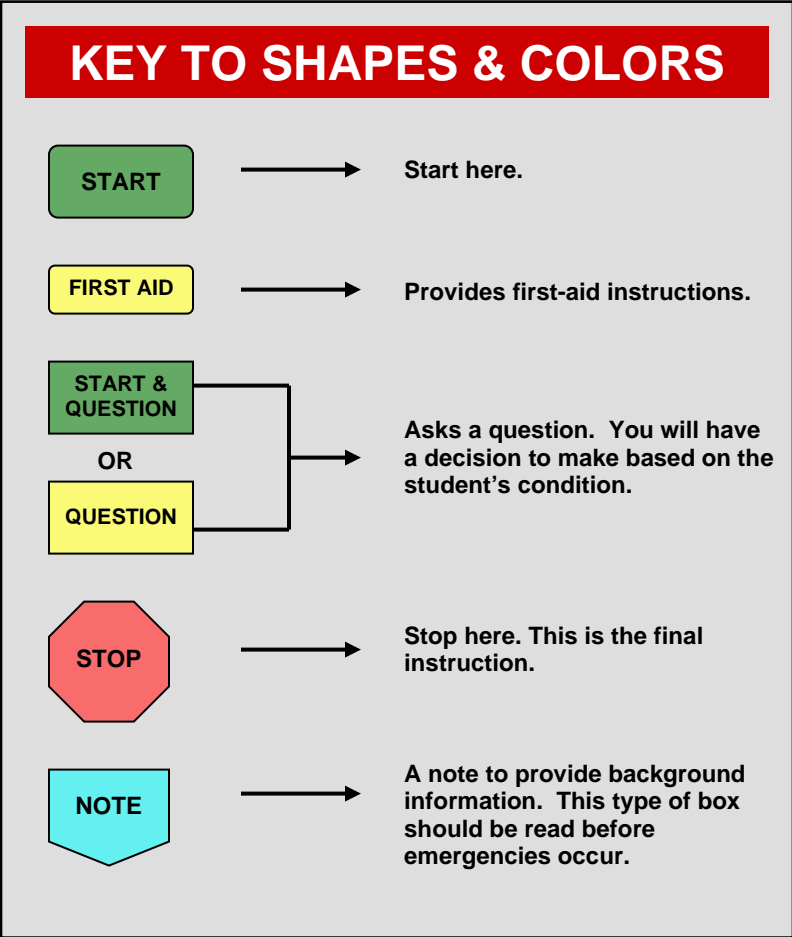 KEY TO SHAPES & COLORS
START
Start here.
FIRST AID
Provides first-aid instructions.
START &
QUESTION
OR
QUESTION
Asks a question.  You will have
a decision to make based on the
student’s condition.
STOP
Stop here. This is the final
instruction.
NOTE
A note to provide background
information.  This type of box
should be read before
emergencies occur.